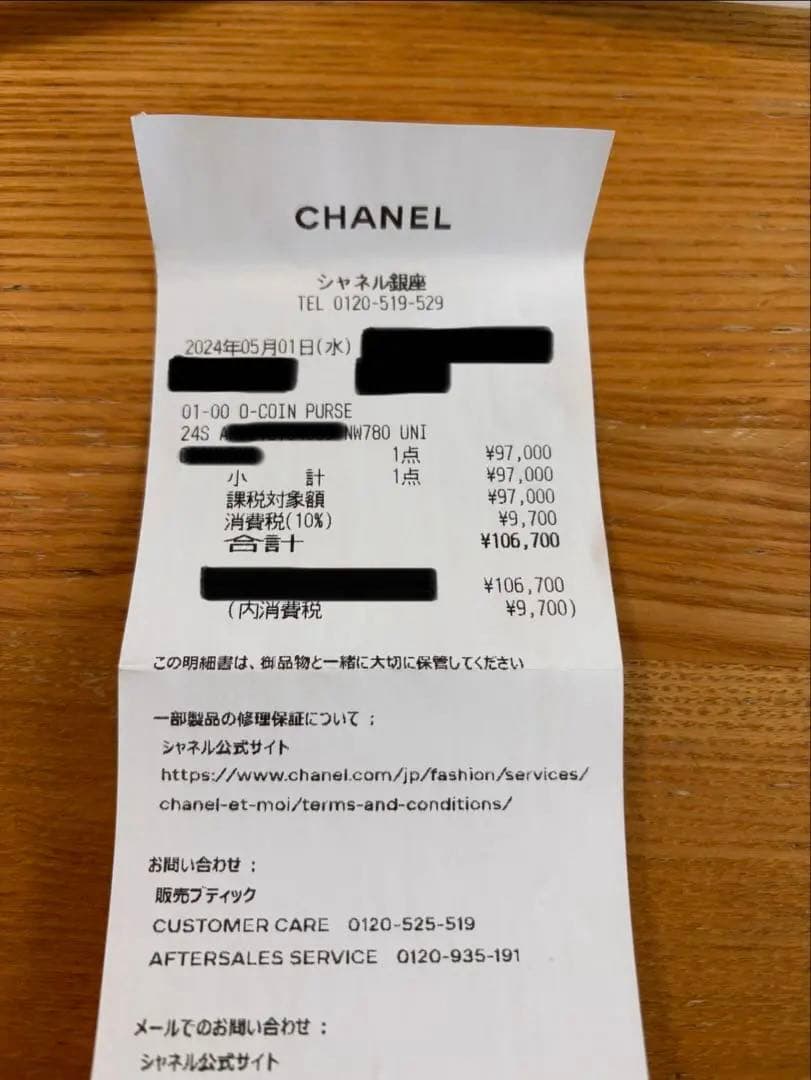 CHANEL
シャネル銀座
TEL 0120-519-529
2024年05月01日(水)
01-00 O-COIN PURSE
24S A NW780 UNI
1点 ¥97,000
小 計 1点 ¥97,000
課税対象額 ¥97,000
消費税(10%) ¥9,700
合計 ¥106,700
¥106,700
(内消費税 ¥9,700)
この明細書は、御品物と一緒に大切に保管してください
一部製品の修理保証について ;
シャネル公式サイト
https://www.chanel.com/jp/fashion/services/
chanel-et-moi/terms-and-conditions/
お問い合わせ :
販売ブティック
CUSTOMER CARE 0120-525-519
AFTERSALES SERVICE 0120-935-191
メールでのお問い合わせ :
シャネル公式サイト